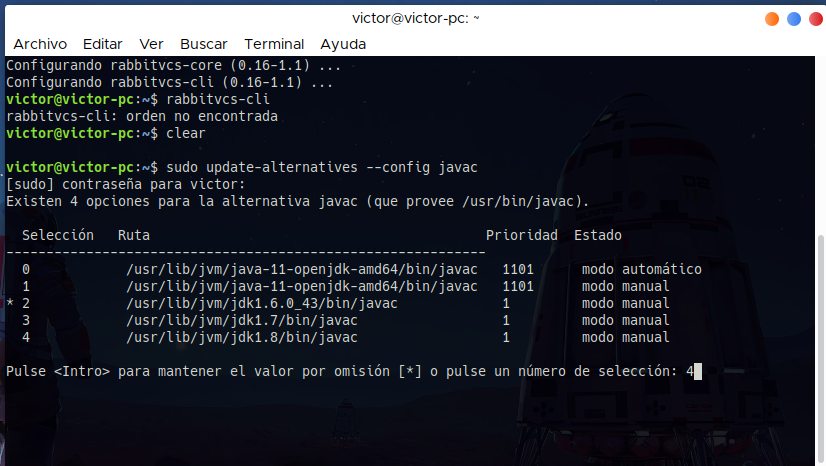 victor@victor-pc: ~
Archivo Editar Ver Buscar Terminal Ayuda
Configurando rabbitvcs-core (0.16-1.1) ...
Configurando rabbitvcs-cli (0.16-1.1) ...
victor@victor-pc:~$ rabbitvcs-cli
rabbitvcs-cli: orden no encontrada
victor@victor-pc:~$ clear
victor@victor-pc:~$ sudo update-alternatives --config javac
[sudo] contraseña para victor:
Existen 4 opciones para la alternativa javac (que provee /usr/bin/javac).
Selección Ruta Prioridad Estado
------------------------------------------------------------
0 /usr/lib/jvm/java-11-openjdk-amd64/bin/javac 1101 modo automático
1 /usr/lib/jvm/java-11-openjdk-amd64/bin/javac 1101 modo manual
* 2 /usr/lib/jvm/jdk1.6.0_43/bin/javac 1 modo manual
3 /usr/lib/jvm/jdk1.7/bin/javac 1 modo manual
4 /usr/lib/jvm/jdk1.8/bin/javac 1 modo manual
Pulse <Intro> para mantener el valor por omisión [*] o pulse un número de selección: 4